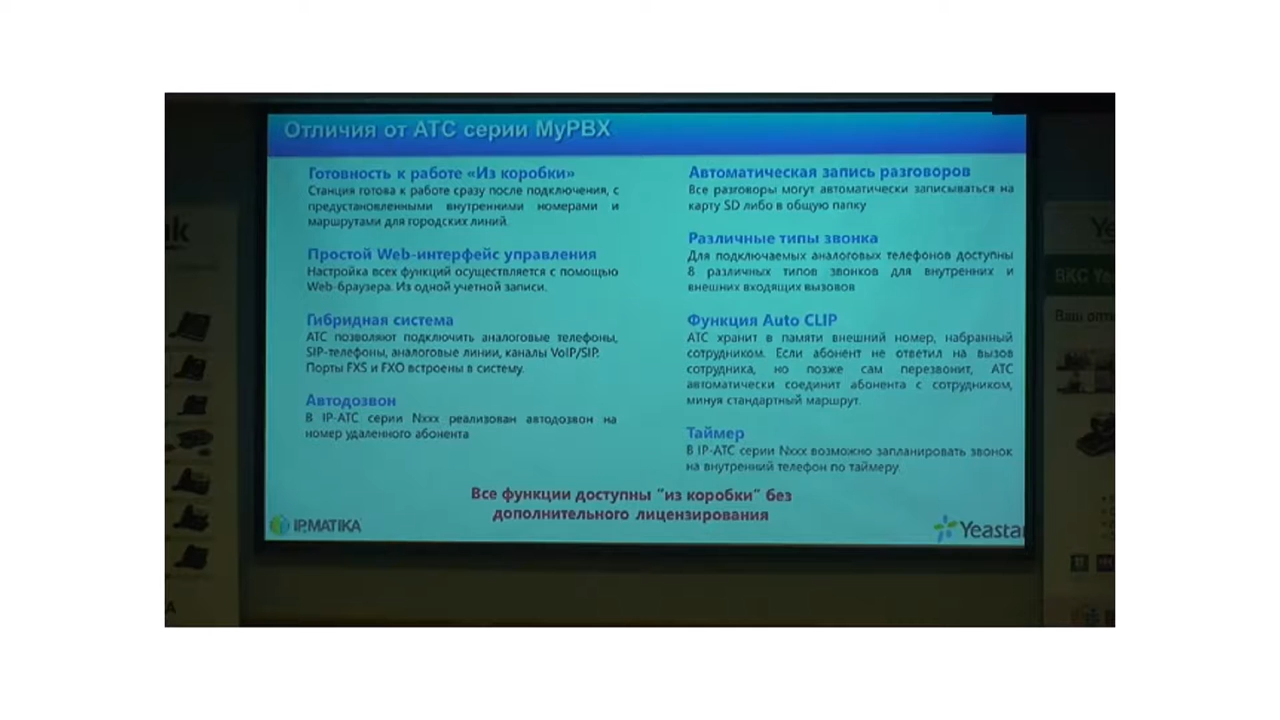 Отличия от АТС серии MyPBX
Готовность к работе «Из коробки»
Станция готова к работе сразу после подключения, с
предустановленными внутренними номерами и
маршрутами для городских линий.
Простой Web-интерфейс управления
Настройка всех функций осуществляется с помощью
Web-браузера. Из одной учетной записи.
Гибридная система
АТС позволяют подключить аналоговые телефоны,
SIP-телефоны, аналоговые линии, каналы VoIP/SIP.
Порты FXS и FXO встроены в систему.
Автодозвон
В IP-АТС серии Nxxx реализован автодозвон на
номер удаленного абонента
Автоматическая запись разговоров
Все разговоры могут автоматически записываться на
карту SD либо в общую папку
Различные типы звонка
Для подключаемых аналоговых телефонов доступны
8 различных типов звонков для внутренних и
внешних входящих вызовов
Функция Auto CLIP
АТС хранит в памяти внешний номер, набранный
сотрудником. Если абонент не ответил на вызов
сотрудника, но позже сам перезвонит, АТС
автоматически соединит абонента с сотрудником,
минуя стандартный маршрут.
Таймер
В IP-АТС серии Nxxx возможно запланировать звонок
на внутренний телефон по таймеру.
Все функции доступны "из коробки" без
дополнительного лицензирования
IPMATIKA
Yeastar
ВКС Ye
Ваш опти